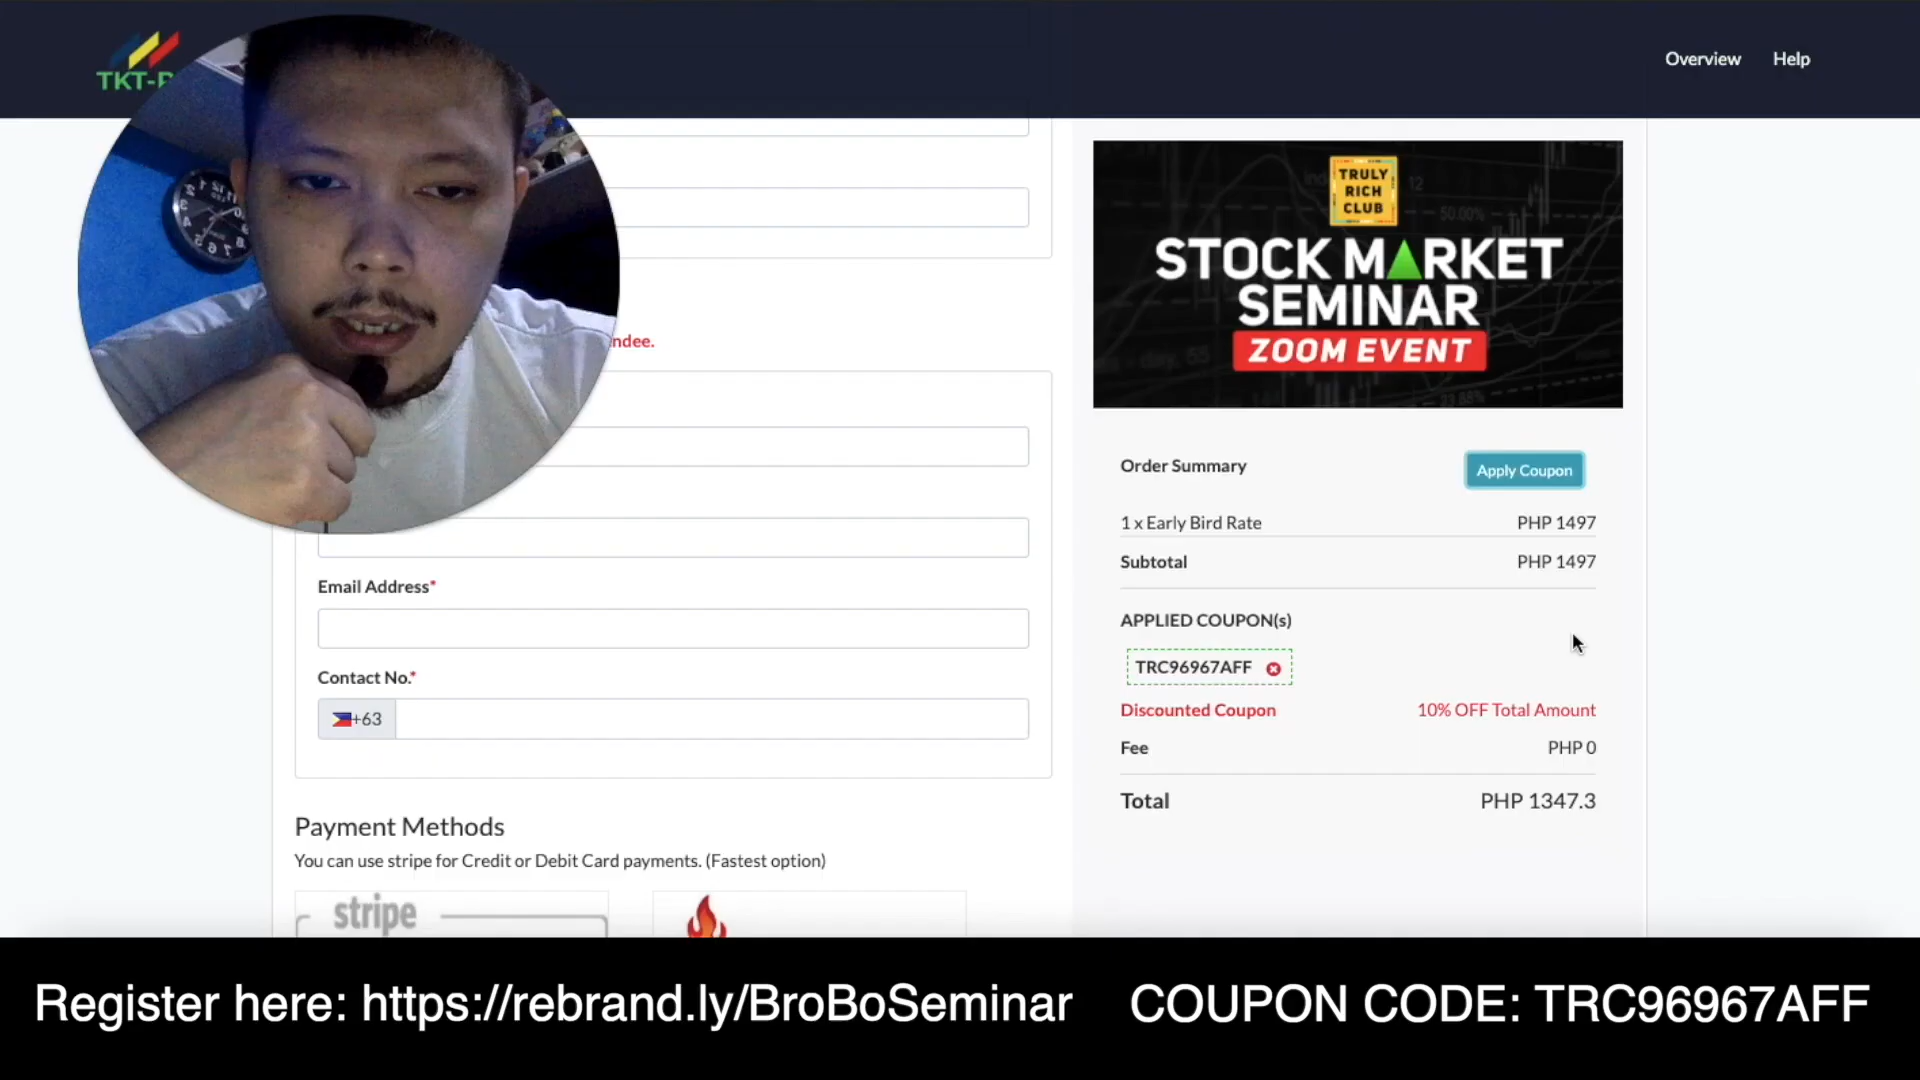 TKT-
Overview Help
TRULY
RICH
CLUB
STOCK MARKET
SEMINAR
ZOOM EVENT
ndee.
Order Summary
Apply Coupon
1 x Early Bird Rate PHP 1497
Subtotal PHP 1497
APPLIED COUPON(s)
TRC96967AFF
Discounted Coupon 10% OFF Total Amount
Fee PHP 0
Total PHP 1347.3
Email Address*
Contact No.*
+63
Payment Methods
You can use stripe for Credit or Debit Card payments. (Fastest option)
stripe
Register here: https://rebrand.ly/BroBoSeminar COUPON CODE: TRC96967AFF